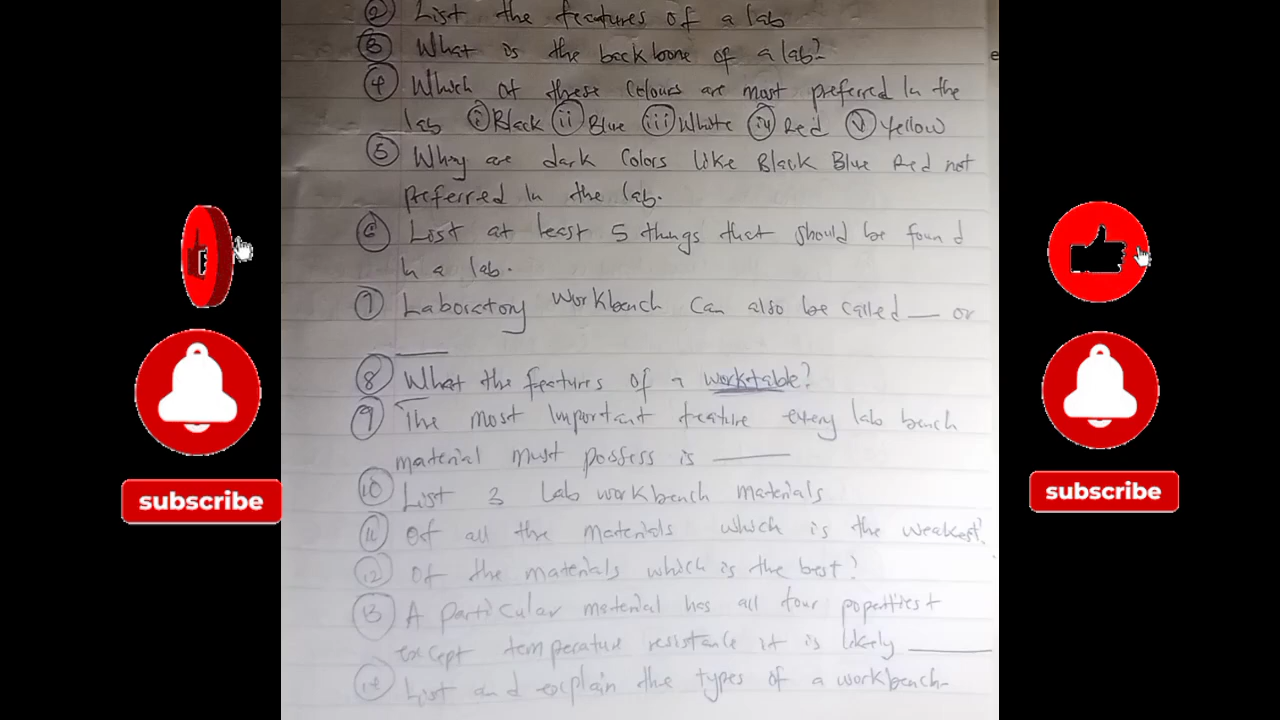 ② List the features of a lab
③ What is the backbone of a lab?
④ Which of these colours are most preferred in the
lab ⓘ Black ⓘⓘ Blue ⓘⓘⓘ White ⓘⓥ Red ⓥ Yellow
⑤ Why are dark colors like Black Blue Red not
preferred in the lab.
⑥ List at least 5 things that should be found
in a lab.
⑦ Laboratory workbench can also be called ___ or
___
⑧ What the features of a worktable?
⑨ The most important feature every lab bench
material must possess is ___
⑩ List 3 Lab workbench materials
⑪ Of all the materials which is the weakest?
⑫ Of the materials which is the best?
⑬ A particular material has all four
except temperature resistance it is likely ___
⑭ List and explain the types of a workbench
subscribe
subscribe